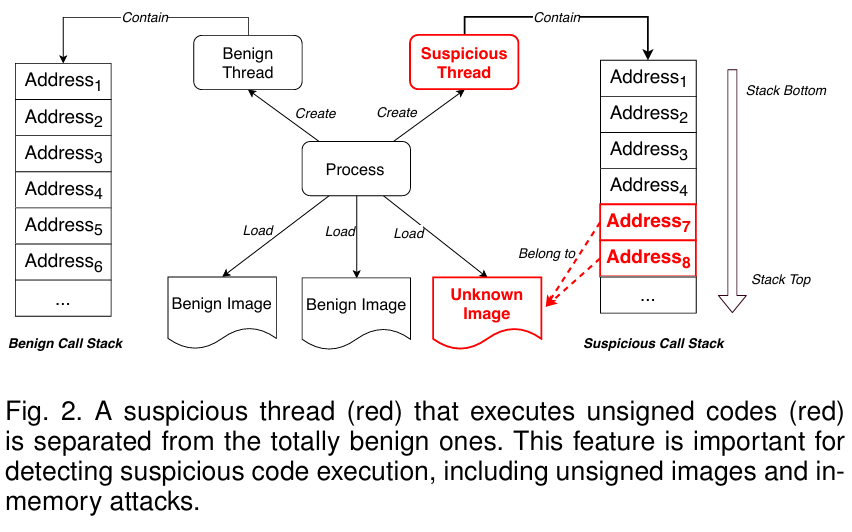 Contain
Contain
Benign
Thread
Suspicious
Thread
Address1
Address2
Address3
Address4
Address5
Address6
...
Benign Call Stack
Create
Create
Process
Load
Load
Load
Benign Image
Benign Image
Unknown
Image
Belong to
Address1
Address2
Address3
Address4
Address7
Address8
...
Suspicious Call Stack
Stack Bottom
Stack Top
Fig. 2. A suspicious thread (red) that executes unsigned codes (red)
is separated from the totally benign ones. This feature is important for
detecting suspicious code execution, including unsigned images and in-
memory attacks.